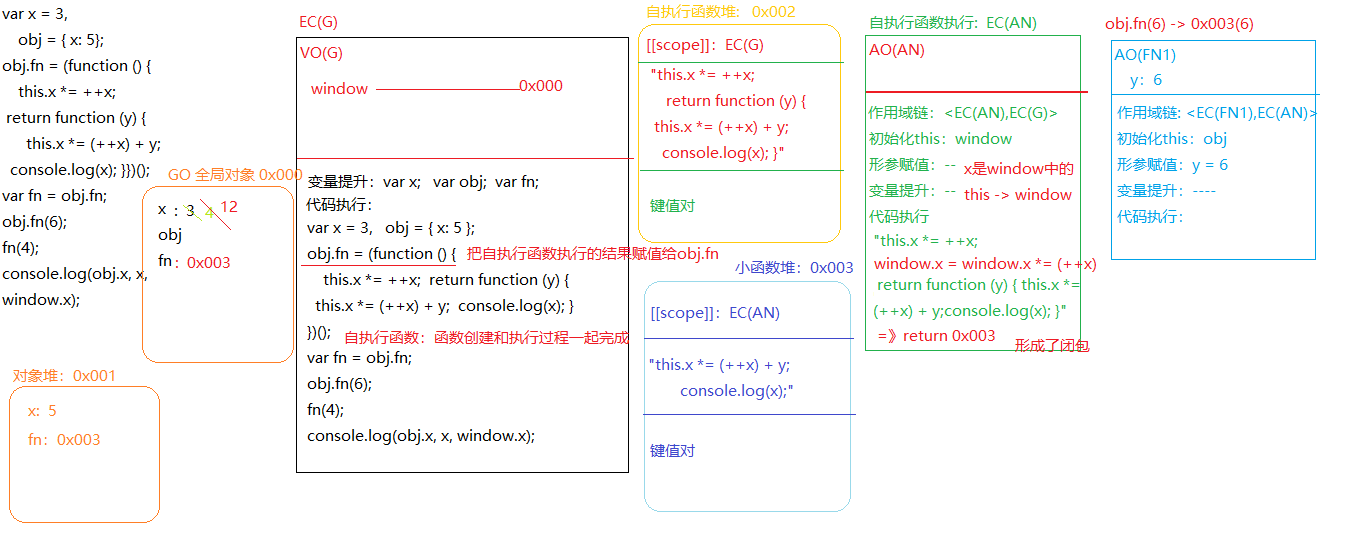 var x = 3,
obj = { x: 5};
obj.fn = (function () {
this.x *= ++x;
return function (y) {
this.x *= (++x) + y;
console.log(x); }})();
var fn = obj.fn;
obj.fn(6);
fn(4);
console.log(obj.x, x,
window.x);
GO 全局对象 0x000
x ：3 4 12
obj
fn：0x003
对象堆：0x001
x: 5
fn：0x003
EC(G)
VO(G)
window 0x000
变量提升：var x; var obj; var fn;
代码执行：
var x = 3, obj = { x: 5 };
obj.fn = (function () { 把自执行函数执行的结果赋值给obj.fn
this.x *= ++x; return function (y) {
this.x *= (++x) + y; console.log(x); }
})(); 自执行函数：函数创建和执行过程一起完成
var fn = obj.fn;
obj.fn(6);
fn(4);
console.log(obj.x, x, window.x);
自执行函数堆： 0x002
[[scope]]：EC(G)
"this.x *= ++x;
return function (y) {
this.x *= (++x) + y;
console.log(x); }"
键值对
小函数堆：0x003
[[scope]]：EC(AN)
"this.x *= (++x) + y;
console.log(x);"
键值对
自执行函数执行: EC(AN)
AO(AN)
作用域链：<EC(AN),EC(G)>
初始化this：window
形参赋值：-- x是window中的
变量提升：-- this -> window
代码执行
"this.x *= ++x;
window.x = window.x *= (++x)
return function (y) { this.x *=
(++x) + y;console.log(x); }"
=》return 0x003 形成了闭包
obj.fn(6) -> 0x003(6)
AO(FN1)
y：6
作用域链: <EC(FN1),EC(AN)>
初始化this：obj
形参赋值：y = 6
变量提升：----
代码执行：